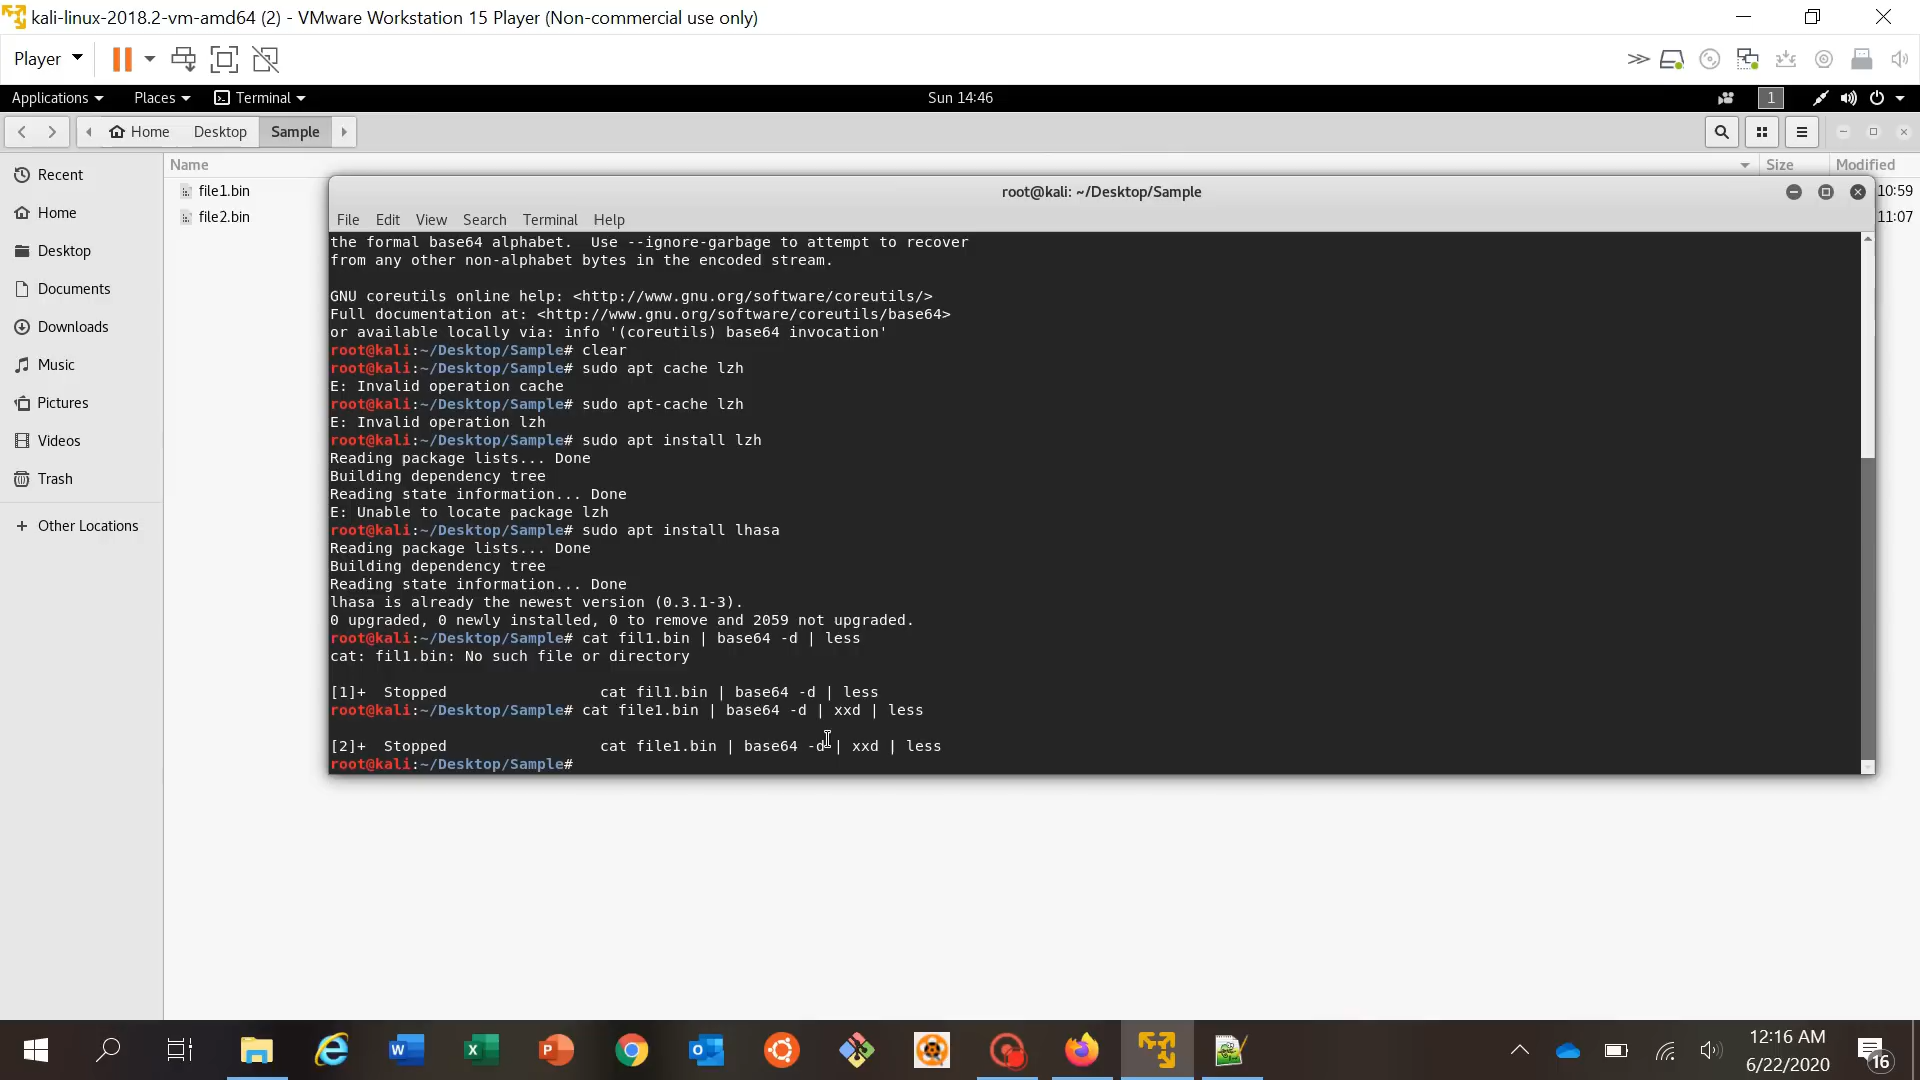 kali-linux-2018.2-vm-amd64 (2) - VMware Workstation 15 Player (Non-commercial use only)
Player
Applications Places Terminal Sun 14:46 1
Home Desktop Sample
Name Size Modified
Recent
Home
Desktop
Documents
Downloads
Music
Pictures
Videos
Trash
+ Other Locations
file1.bin 10:59
file2.bin 11:07
root@kali: ~/Desktop/Sample
File Edit View Search Terminal Help
the formal base64 alphabet.  Use --ignore-garbage to attempt to recover
from any other non-alphabet bytes in the encoded stream.
GNU coreutils online help: <http://www.gnu.org/software/coreutils/>
Full documentation at: <http://www.gnu.org/software/coreutils/base64>
or available locally via: info '(coreutils) base64 invocation'
root@kali:~/Desktop/Sample# clear
root@kali:~/Desktop/Sample# sudo apt cache lzh
E: Invalid operation cache
root@kali:~/Desktop/Sample# sudo apt-cache lzh
E: Invalid operation lzh
root@kali:~/Desktop/Sample# sudo apt install lzh
Reading package lists... Done
Building dependency tree
Reading state information... Done
E: Unable to locate package lzh
root@kali:~/Desktop/Sample# sudo apt install lhasa
Reading package lists... Done
Building dependency tree
Reading state information... Done
lhasa is already the newest version (0.3.1-3).
0 upgraded, 0 newly installed, 0 to remove and 2059 not upgraded.
root@kali:~/Desktop/Sample# cat fil1.bin | base64 -d | less
cat: fil1.bin: No such file or directory
[1]+  Stopped                 cat fil1.bin | base64 -d | less
root@kali:~/Desktop/Sample# cat file1.bin | base64 -d | xxd | less
[2]+  Stopped                 cat file1.bin | base64 -d | xxd | less
root@kali:~/Desktop/Sample#
12:16 AM
6/22/2020
16